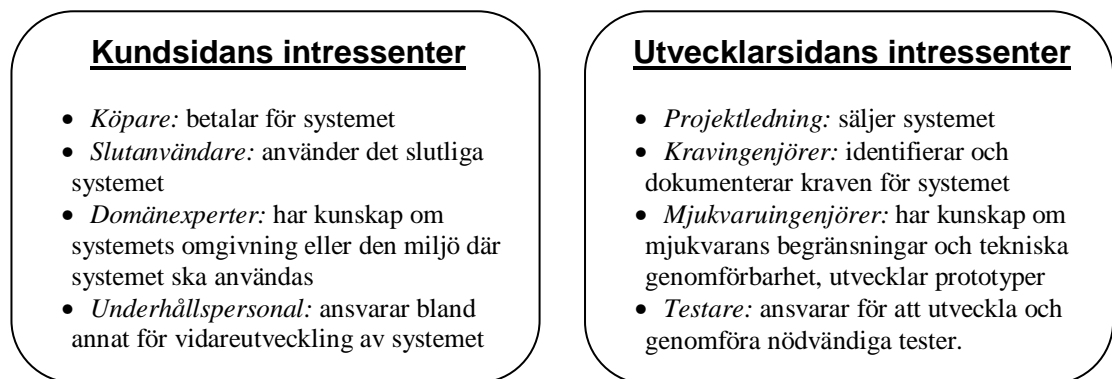 Kundsidans intressenter
• Köpare: betalar för systemet
• Slutanvändare: använder det slutliga
systemet
• Domänexperter: har kunskap om
systemets omgivning eller den miljö där
systemet ska användas
• Underhållspersonal: ansvarar bland
annat för vidareutveckling av systemet
Utvecklarsidans intressenter
• Projektledning: säljer systemet
• Kravingenjörer: identifierar och
dokumenterar kraven för systemet
• Mjukvaruingenjörer: har kunskap om
mjukvarans begränsningar och tekniska
genomförbarhet, utvecklar prototyper
• Testare: ansvarar för att utveckla och
genomföra nödvändiga tester.